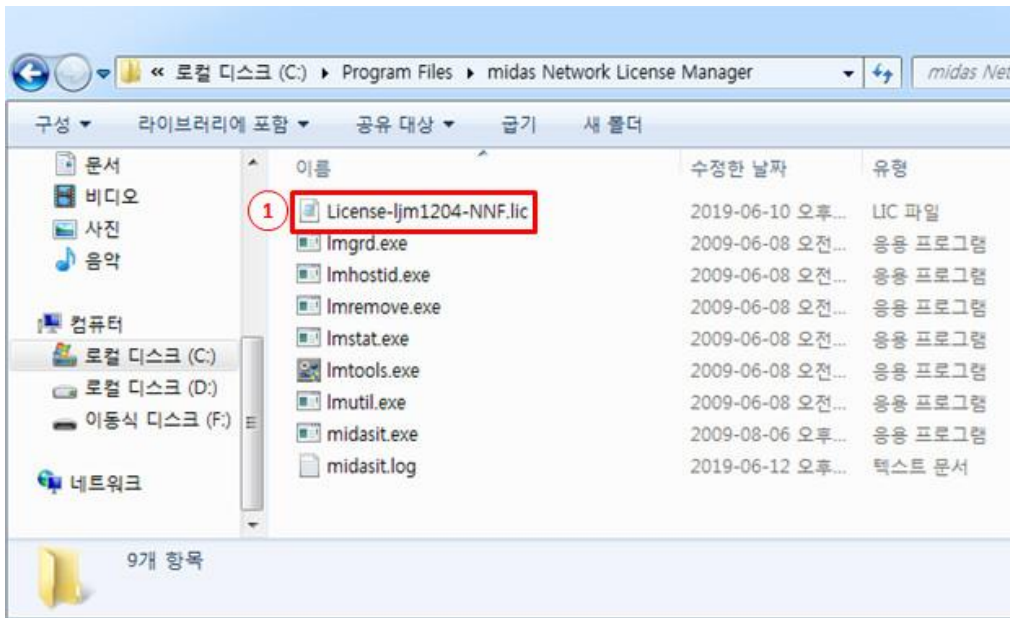 « 로컬 디스크 (C:) ▸ Program Files ▸ midas Network License Manager
midas Net
구성 라이브러리에 포함 공유 대상 굽기 새 폴더
문서
비디오
사진
음악
컴퓨터
로컬 디스크 (C:)
로컬 디스크 (D:)
이동식 디스크 (F:)
네트워크
이름 수정한 날짜 유형
1 License-ljm1204-NNF.lic 2019-06-10 오후... LIC 파일
lmgrd.exe 2009-06-08 오전... 응용 프로그램
lmhostid.exe 2009-06-08 오전... 응용 프로그램
lmremove.exe 2009-06-08 오전... 응용 프로그램
lmstat.exe 2009-06-08 오전... 응용 프로그램
lmtools.exe 2009-06-08 오전... 응용 프로그램
lmutil.exe 2009-06-08 오전... 응용 프로그램
midasit.exe 2009-08-06 오후... 응용 프로그램
midasit.log 2019-06-12 오후... 텍스트 문서
9개 항목